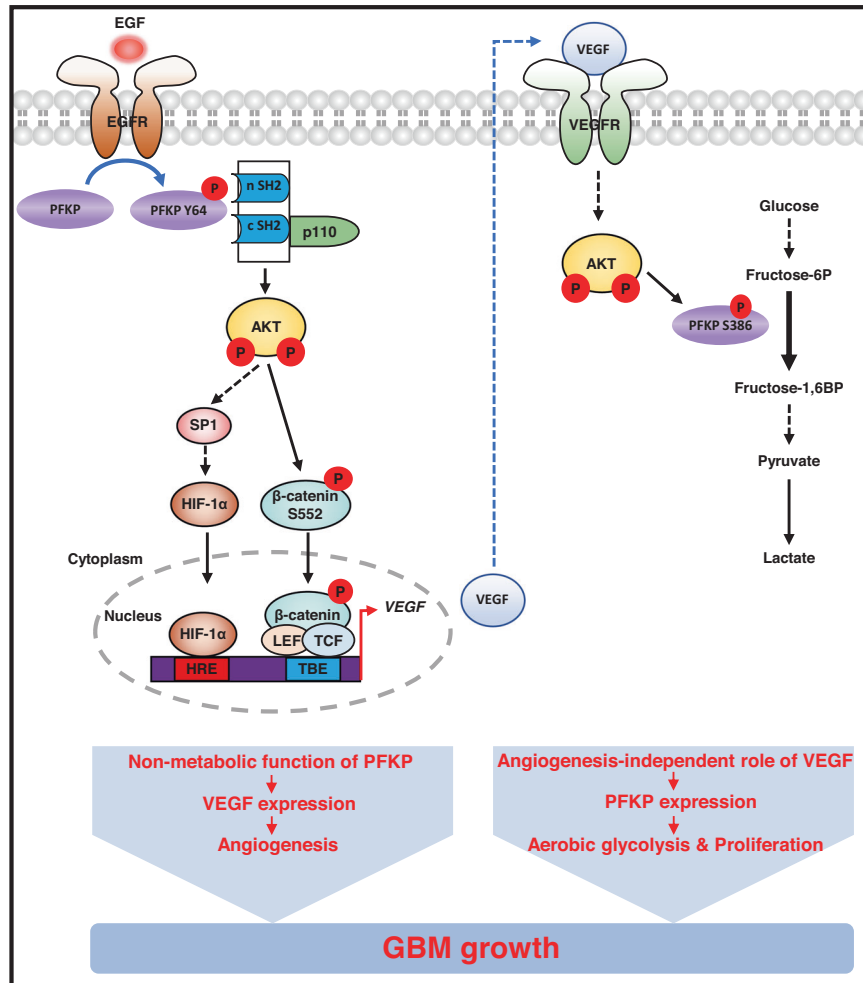 EGF
EGFR
PFKP
PFKP Y64
P
n SH2
c SH2
p110
AKT
P
P
SP1
HIF-1α
P
β-catenin
S552
Cytoplasm
Nucleus
HIF-1α
HRE
P
β-catenin
LEF
TCF
TBE
VEGF
VEGF
VEGF
VEGFR
AKT
P
P
P
PFKP S386
Glucose
Fructose-6P
Fructose-1,6BP
Pyruvate
Lactate
Non-metabolic function of PFKP
VEGF expression
Angiogenesis
Angiogenesis-independent role of VEGF
PFKP expression
Aerobic glycolysis & Proliferation
GBM growth